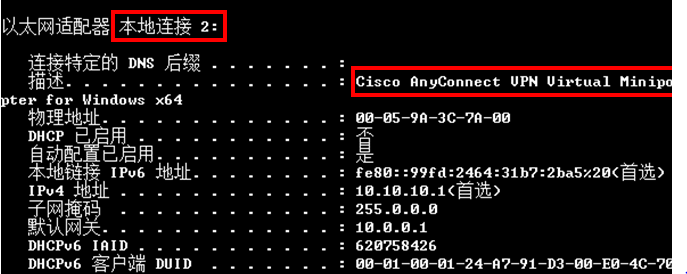 以太网适配器 本地连接 2:
连接特定的 DNS 后缀 . . . . . . . :
描述. . . . . . . . . . . . . . . : Cisco AnyConnect VPN Virtual Minipo
pter for Windows x64
物理地址. . . . . . . . . . . . . : 00-05-9A-3C-7A-00
DHCP 已启用 . . . . . . . . . . . : 否
自动配置已启用. . . . . . . . . . : 是
本地链接 IPv6 地址. . . . . . . . : fe80::99fd:2464:31b7:2ba5%20(首选)
IPv4 地址 . . . . . . . . . . . . : 10.10.10.1(首选)
子网掩码 . . . . . . . . . . . . : 255.0.0.0
默认网关. . . . . . . . . . . . . : 10.0.0.1
DHCPv6 IAID . . . . . . . . . . . : 620758426
DHCPv6 客户端 DUID . . . . . . . : 00-01-00-01-24-A7-91-D3-00-E0-4C-70